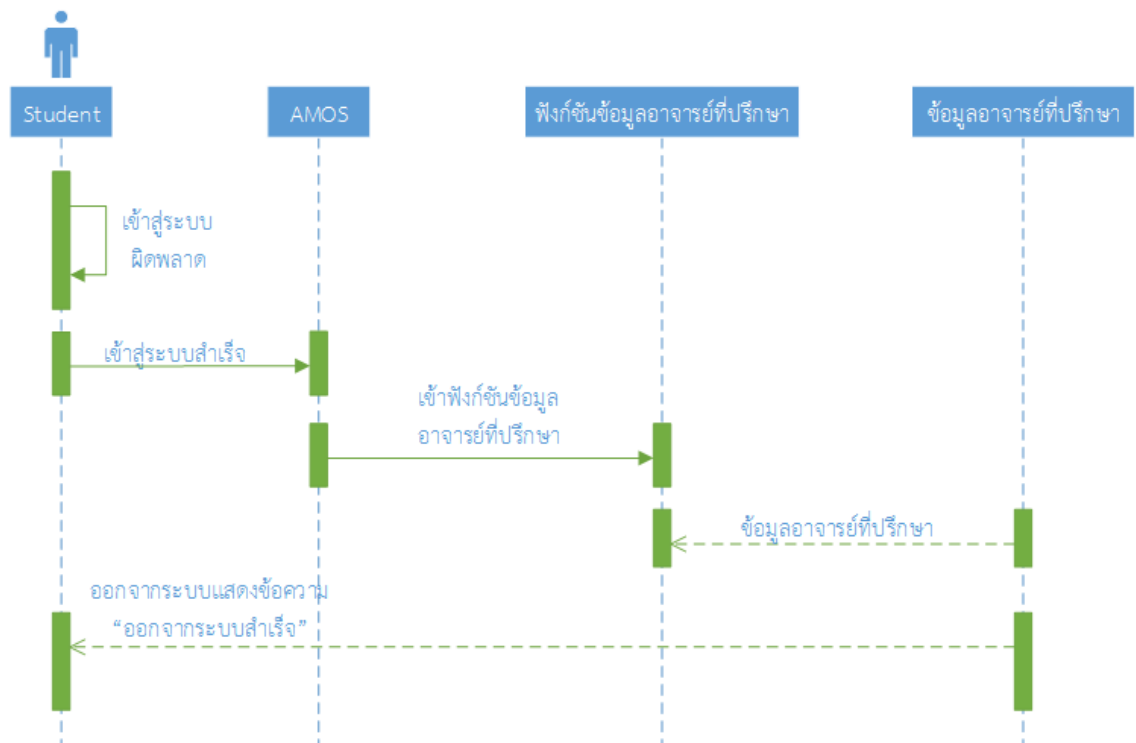 Student
AMOS
ฟังก์ชันข้อมูลอาจารย์ที่ปรึกษา
ข้อมูลอาจารย์ที่ปรึกษา
เข้าสู่ระบบ
ผิดพลาด
เข้าสู่ระบบสำเร็จ
เข้าฟังก์ชันข้อมูล
อาจารย์ที่ปรึกษา
ข้อมูลอาจารย์ที่ปรึกษา
ออกจากระบบแสดงข้อความ
“ออกจากระบบสำเร็จ”